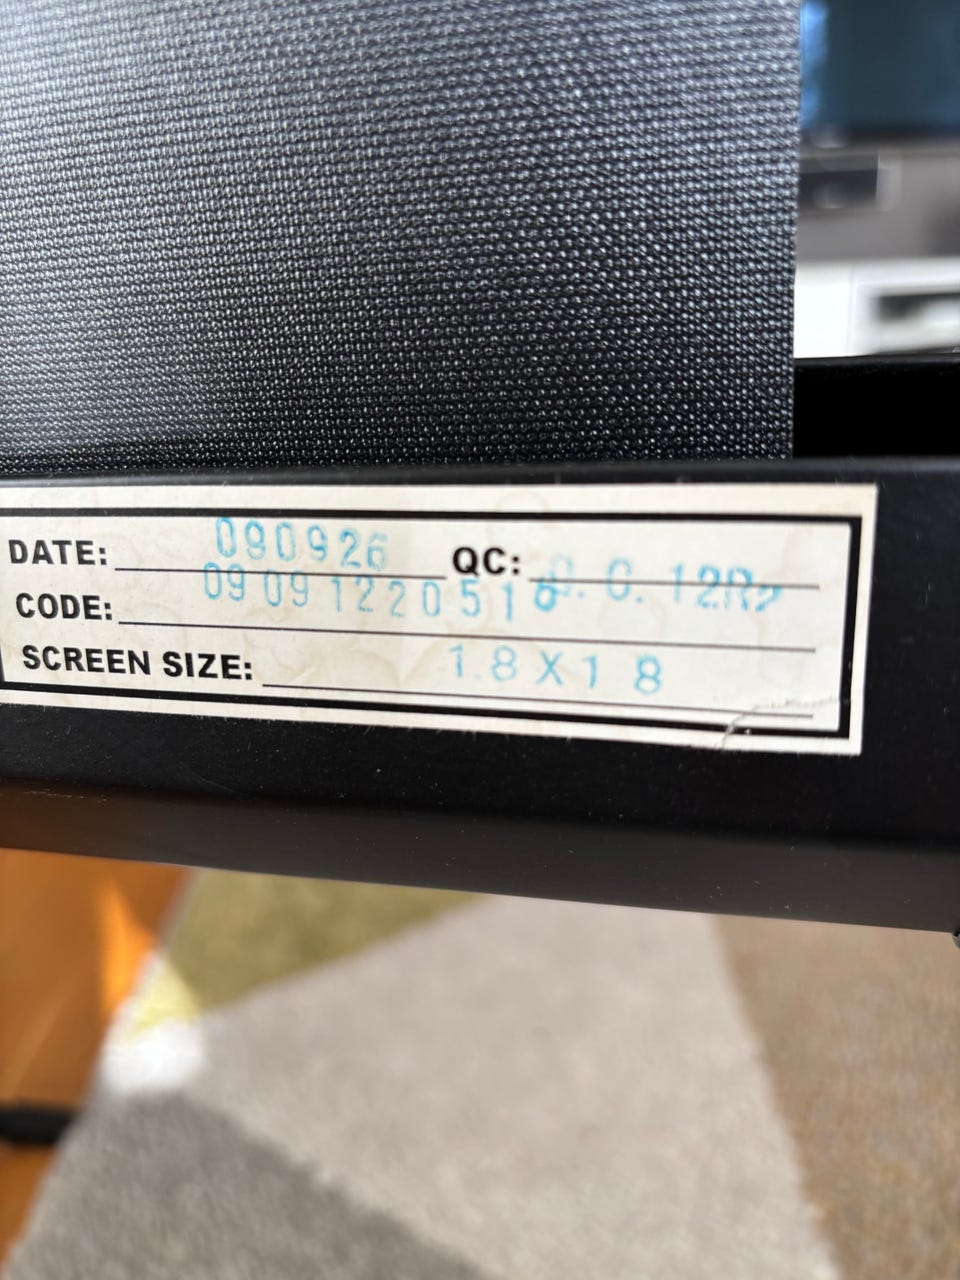 DATE: 090926 QC:
CODE: 0909122051
SCREEN SIZE: 1.8X1 8